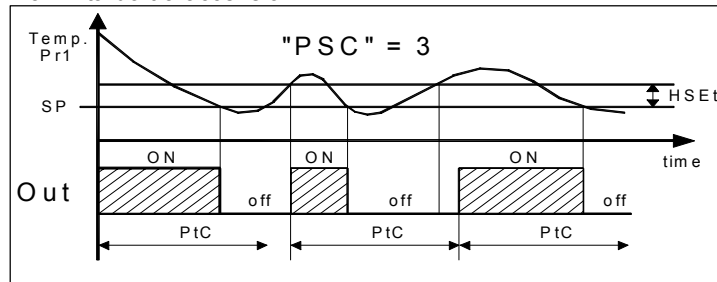 Temp.
Pr1
"PSC" = 3
SP
HSEt
ON
ON
ON
time
Out
off
off
off
PtC
PtC
PtC